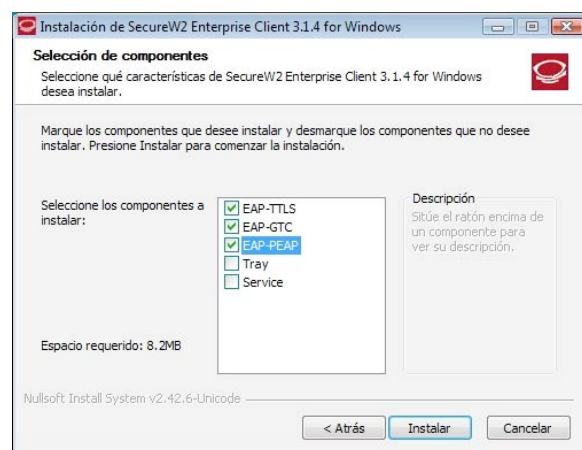 Instalación de SecureW2 Enterprise Client 3.1.4 for Windows
Selección de componentes
Seleccione qué características de SecureW2 Enterprise Client 3.1.4 for Windows
desea instalar.
Marque los componentes que desee instalar y desmarque los componentes que no desee
instalar. Presione Instalar para comenzar la instalación.
Seleccione los componentes a
instalar:
EAP-TTLS
EAP-GTC
EAP-PEAP
Tray
Service
Descripción
Sitúe el ratón encima de
un componente para
ver su descripción.
Espacio requerido: 8.2MB
Nullsoft Install System v2.42.6-Unicode
< Atrás
Instalar
Cancelar